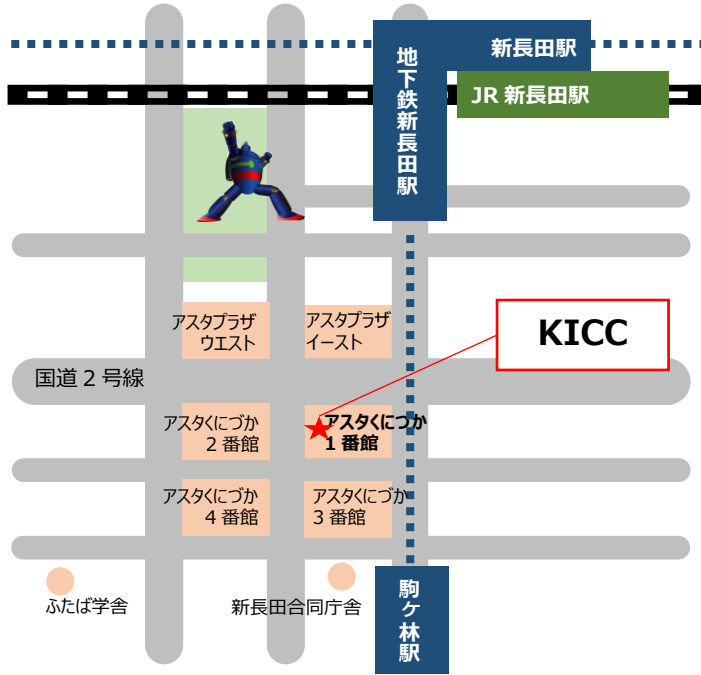 新長田駅
地下鉄新長田駅
JR 新長田駅
アスタプラザ
ウエスト
アスタプラザ
イースト
KICC
国道 2 号線
アスタくにづか
2 番館
アスタくにつか
1 番館
アスタくにづか
4 番館
アスタくにづか
3 番館
ふたば学舎
新長田合同庁舎
駒ケ林駅